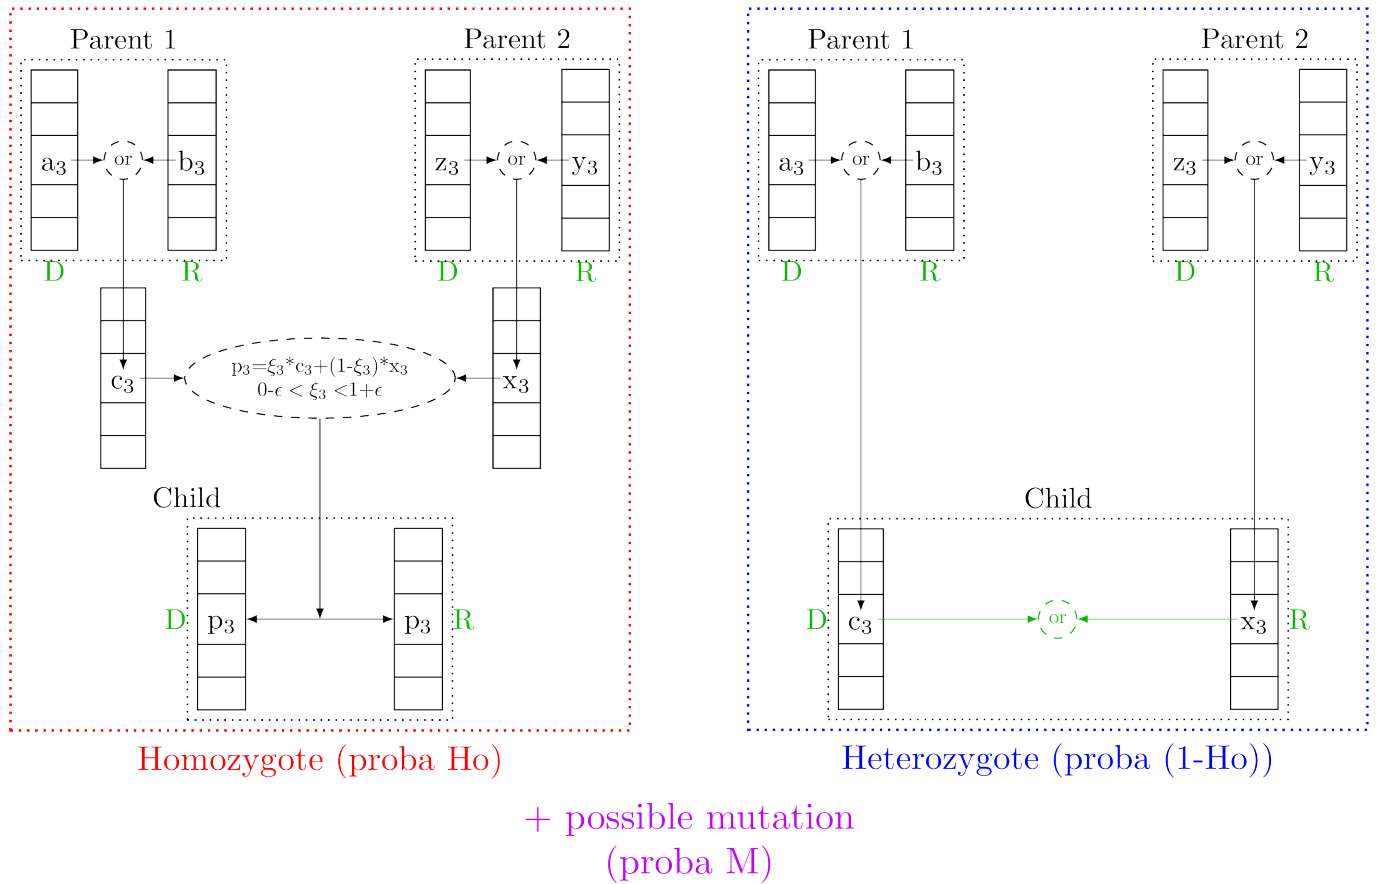 Parent 1
Parent 2
a3 or b3
z3 or y3
D
R
D
R
c3
p3=ξ3*c3+(1-ξ3)*x3
0-ϵ < ξ3 <1+ϵ
x3
Child
D p3
p3 R
Homozygote (proba Ho)
Parent 1
Parent 2
a3 or b3
z3 or y3
D
R
D
R
Child
D c3 or x3 R
Heterozygote (proba (1-Ho))
+ possible mutation
(proba M)